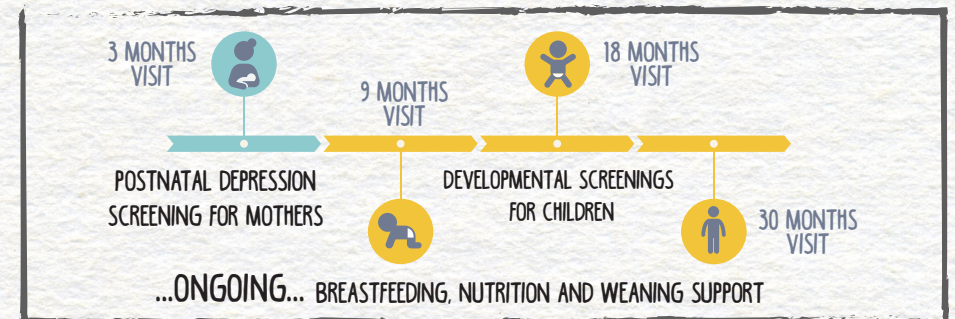 3 MONTHS
VISIT
9 MONTHS
VISIT
18 MONTHS
VISIT
POSTNATAL DEPRESSION
SCREENING FOR MOTHERS
DEVELOPMENTAL SCREENINGS
FOR CHILDREN
30 MONTHS
VISIT
...ONGOING... BREASTFEEDING, NUTRITION AND WEANING SUPPORT